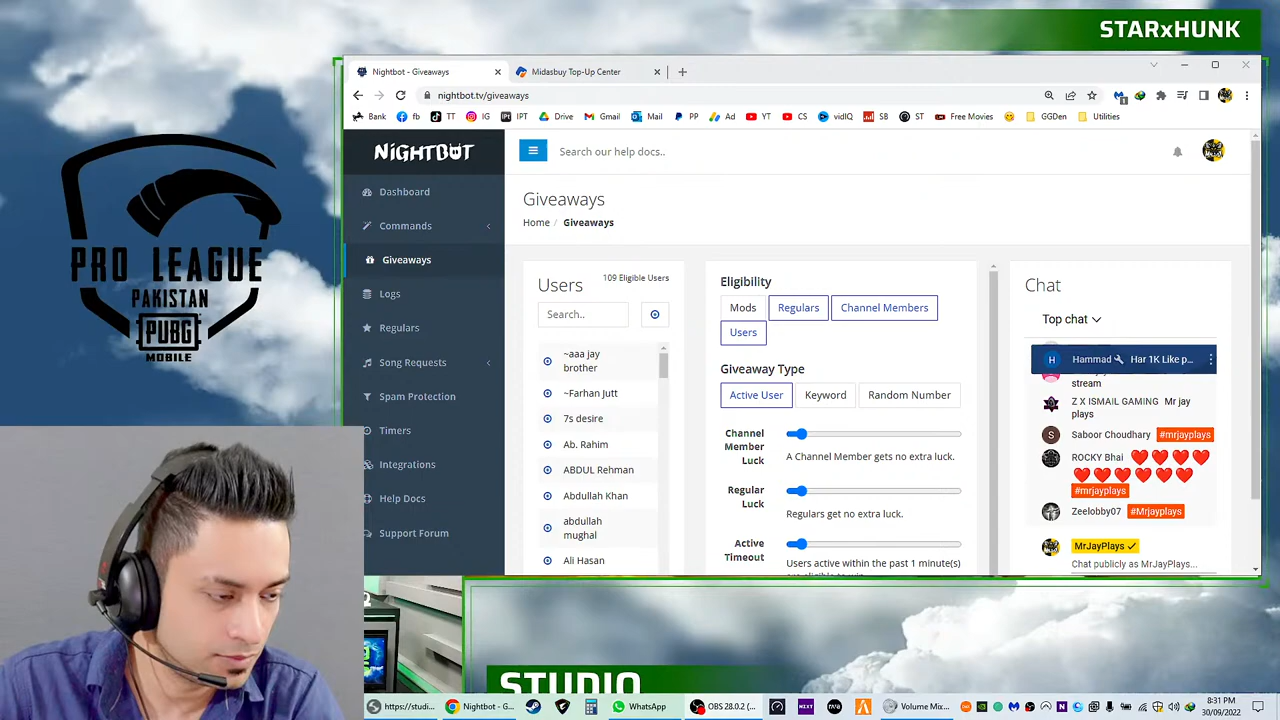 STARxHUNK
Nightbot - Giveaways
Midasbuy Top-Up Center
nightbot.tv/giveaways
Bank fb TT IG IPT Drive Gmail Mail PP Ad YT CS vidIQ SB ST Free Movies GGDen Utilities
NiGHTBOT
Search our help docs..
Dashboard
Commands
Giveaways
Logs
Regulars
Song Requests
Spam Protection
Timers
Integrations
Help Docs
Support Forum
Giveaways
Home / Giveaways
Users
109 Eligible Users
Search..
~aaa jay
brother
~Farhan Jutt
7s desire
Ab. Rahim
ABDUL Rehman
Abdullah Khan
abdullah
mughal
Ali Hasan
Eligibility
Mods Regulars Channel Members
Users
Giveaway Type
Active User Keyword Random Number
Channel
Member
Luck
A Channel Member gets no extra luck.
Regular
Luck
Regulars get no extra luck.
Active
Timeout
Users active within the past 1 minute(s)
are eligible to win
Chat
Top chat
H Hammad Har 1K Like p...
stream
Z X ISMAIL GAMING Mr jay
plays
S Saboor Choudhary #mrjayplays
ROCKY Bhai ❤️❤️❤️❤️
❤️❤️❤️❤️❤️❤️
#mrjayplays
Zeelobby07 #Mrjayplays
MrJayPlays ✓
Chat publicly as MrJayPlays...
PRO LEAGUE
PAKISTAN
PUBG
MOBILE
STUDIO
https://studi...
Nightbot - G...
WhatsApp
OBS 28.0.2 (...
NEXT
Volume Mix...
8:31 PM
30/09/2022